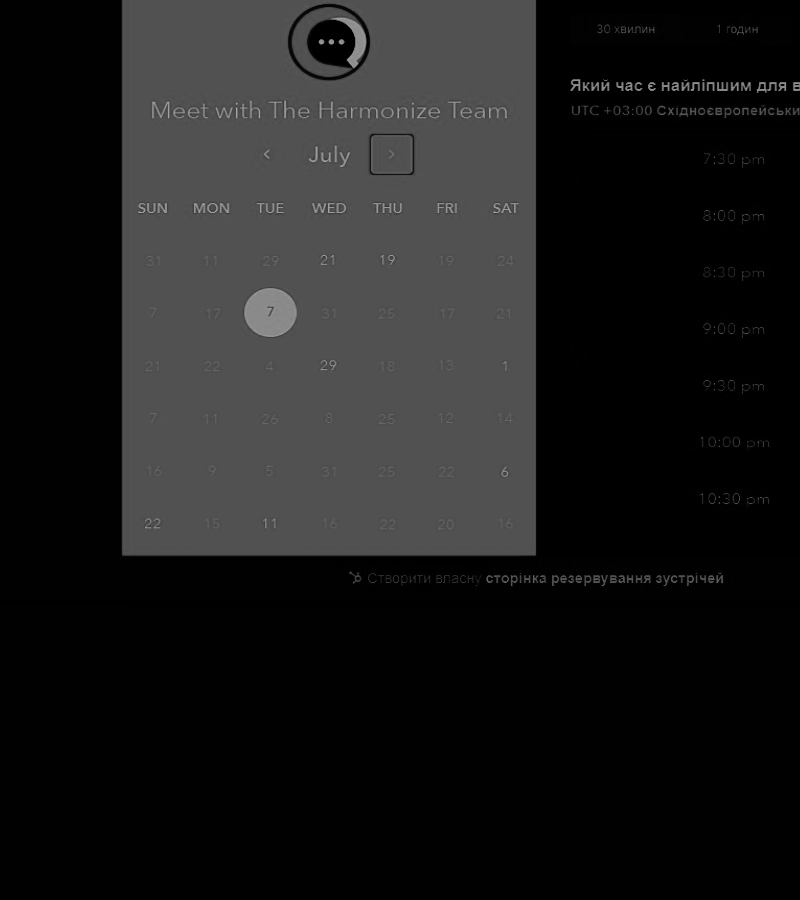 30 хвилин 1 годин
Який час є найліпшим для в
Meet with The Harmonize Team
UTC +03:00 Східноєвропейськи
July
SUN MON TUE WED THU FRI SAT
31 11 29 21 19 19 24
7 17 7 31 25 17 21
21 22 4 29 18 13 1
7 11 26 8 25 12 14
16 9 5 31 25 22 6
22 15 11 16 22 20 16
7:30 pm
8:00 pm
8:30 pm
9:00 pm
9:30 pm
10:00 pm
10:30 pm
Створити власну сторінка резервування зустрічей